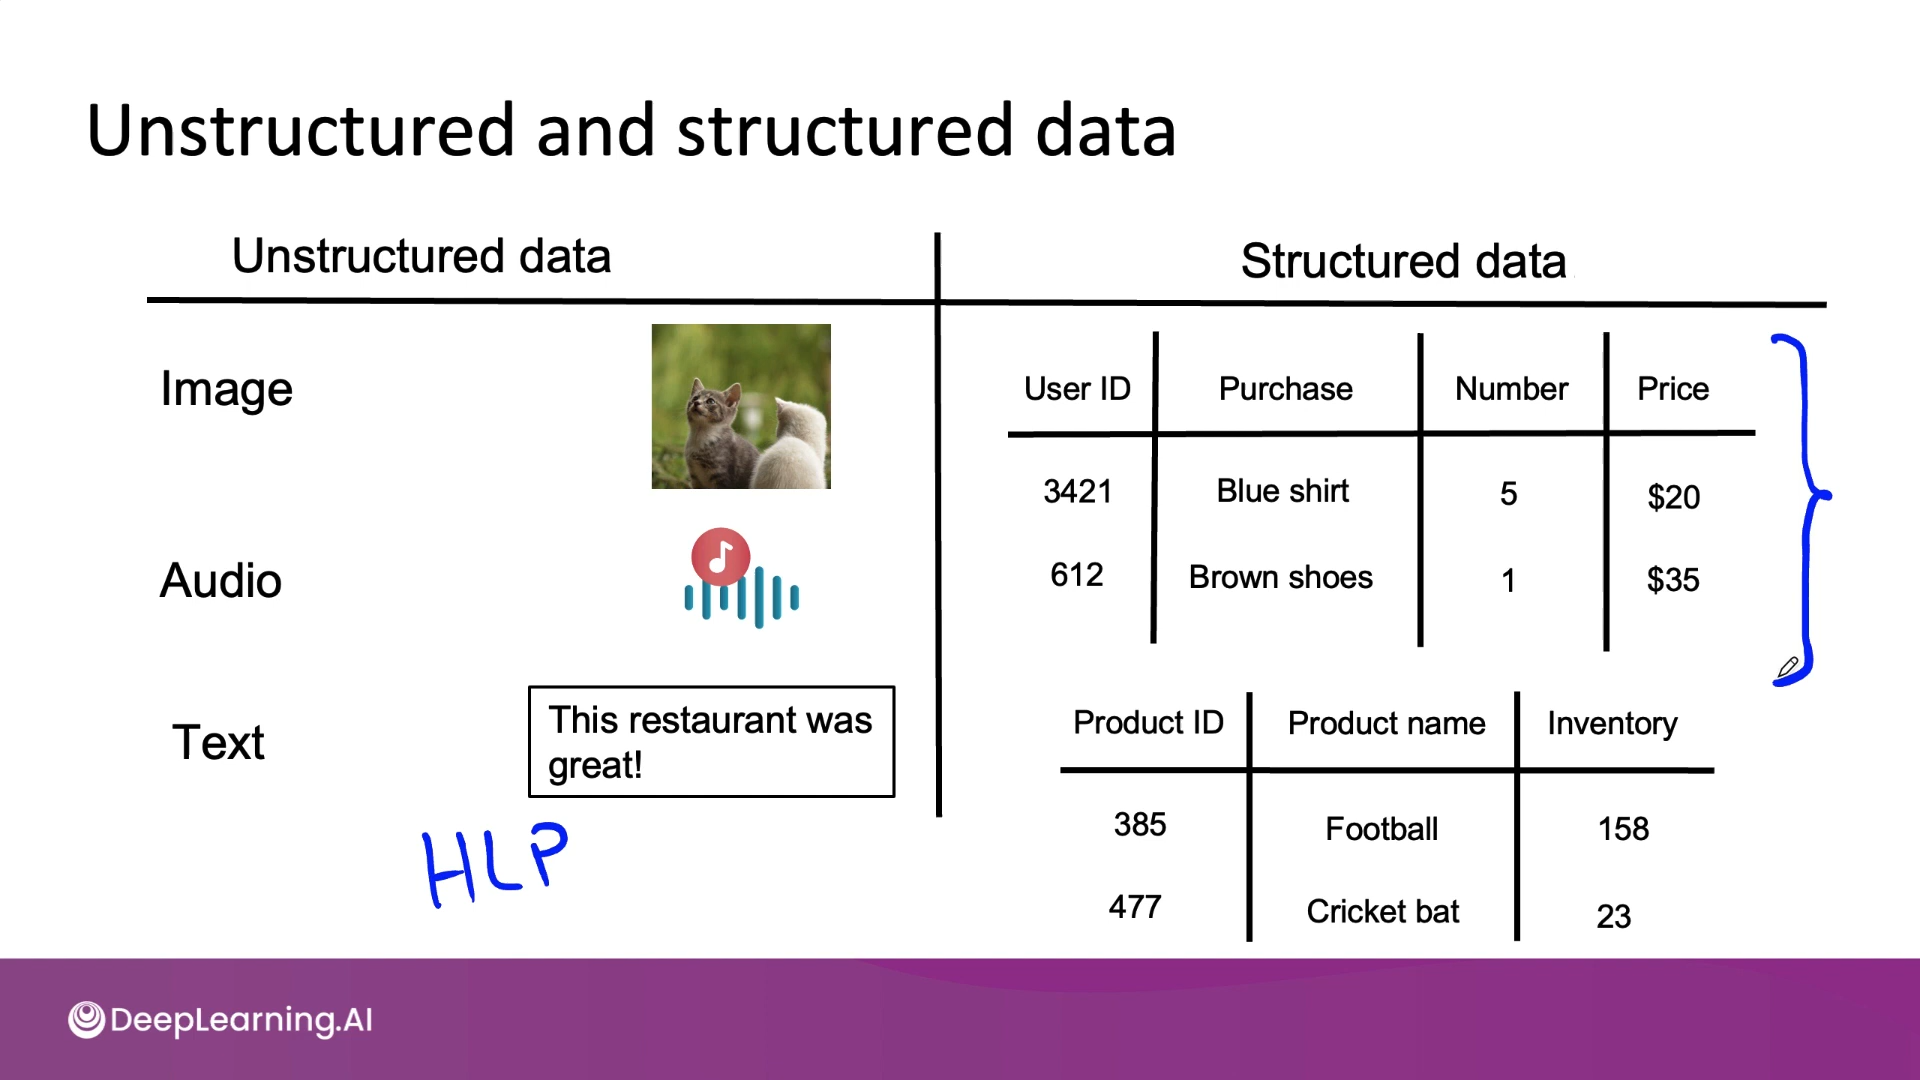 Unstructured and structured data
Unstructured data
Image
Audio
Text
This restaurant was
great!
HLP
Structured data
User ID Purchase Number Price
3421 Blue shirt 5 $20
612 Brown shoes 1 $35
Product ID Product name Inventory
385 Football 158
477 Cricket bat 23
DeepLearning.AI